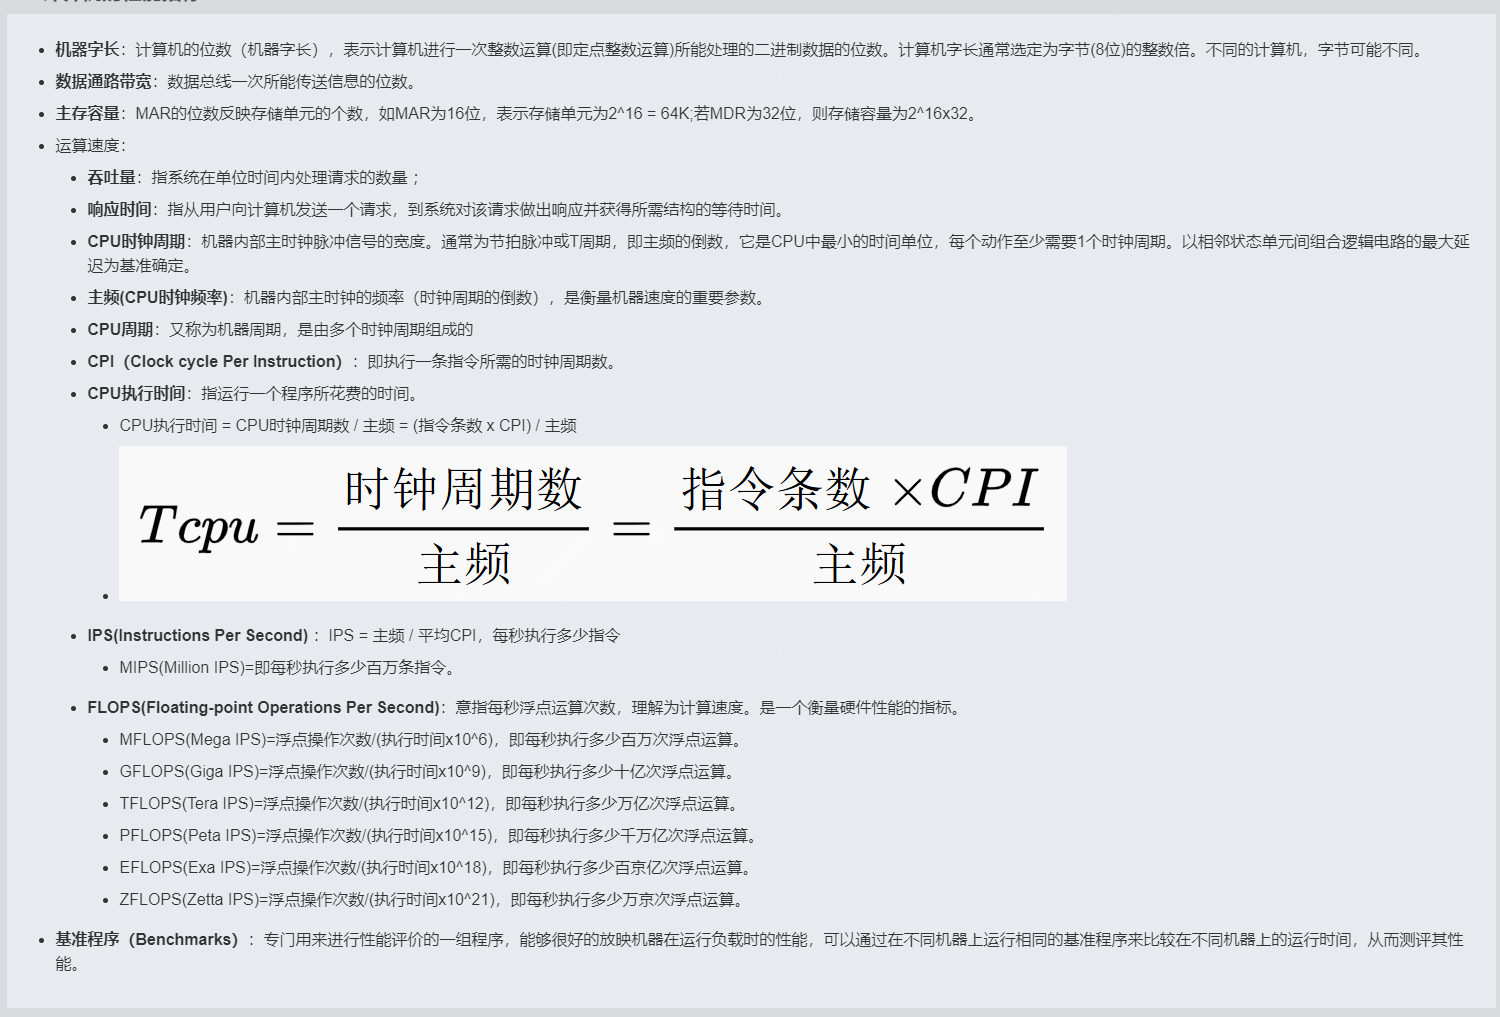 机器字长：计算机的位数（机器字长），表示计算机进行一次整数运算(即定点整数运算)所能处理的二进制数据的位数。计算机字长通常选定为字节(8位)的整数倍。不同的计算机，字节可能不同。
数据通路带宽：数据总线一次所能传送信息的位数。
主存容量：MAR的位数反映存储单元的个数，如MAR为16位，表示存储单元为2^16 = 64K;若MDR为32位，则存储容量为2^16x32。
运算速度：
吞吐量：指系统在单位时间内处理请求的数量；
响应时间：指从用户向计算机发送一个请求，到系统对该请求做出响应并获得所需结构的等待时间。
CPU时钟周期：机器内部主时钟脉冲信号的宽度。通常为节拍脉冲或T周期，即主频的倒数，它是CPU中最小的时间单位，每个动作至少需要1个时钟周期。以相邻状态单元间组合逻辑电路的最大延
迟为基准确定。
主频(CPU时钟频率)：机器内部主时钟的频率（时钟周期的倒数），是衡量机器速度的重要参数。
CPU周期：又称为机器周期，是由多个时钟周期组成的
CPI（Clock cycle Per Instruction）：即执行一条指令所需的时钟周期数。
CPU执行时间：指运行一个程序所花费的时间。
CPU执行时间 = CPU时钟周期数 / 主频 = (指令条数 x CPI) / 主频
Tcpu = 时钟周期数 / 主频 = 指令条数 ×CPI / 主频
IPS(Instructions Per Second)：IPS = 主频 / 平均CPI，每秒执行多少指令
MIPS(Million IPS)=即每秒执行多少百万条指令。
FLOPS(Floating-point Operations Per Second)：意指每秒浮点运算次数，理解为计算速度。是一个衡量硬件性能的指标。
MFLOPS(Mega IPS)=浮点操作次数/(执行时间x10^6)，即每秒执行多少百万次浮点运算。
GFLOPS(Giga IPS)=浮点操作次数/(执行时间x10^9)，即每秒执行多少十亿次浮点运算。
TFLOPS(Tera IPS)=浮点操作次数/(执行时间x10^12)，即每秒执行多少万亿次浮点运算。
PFLOPS(Peta IPS)=浮点操作次数/(执行时间x10^15)，即每秒执行多少千万亿次浮点运算。
EFLOPS(Exa IPS)=浮点操作次数/(执行时间x10^18)，即每秒执行多少百京亿次浮点运算。
ZFLOPS(Zetta IPS)=浮点操作次数/(执行时间x10^21)，即每秒执行多少万京次浮点运算。
基准程序（Benchmarks）：专门用来进行性能评价的一组程序，能够很好的放映机器在运行负载时的性能，可以通过在不同机器上运行相同的基准程序来比较在不同机器上的运行时间，从而测评其性
能。